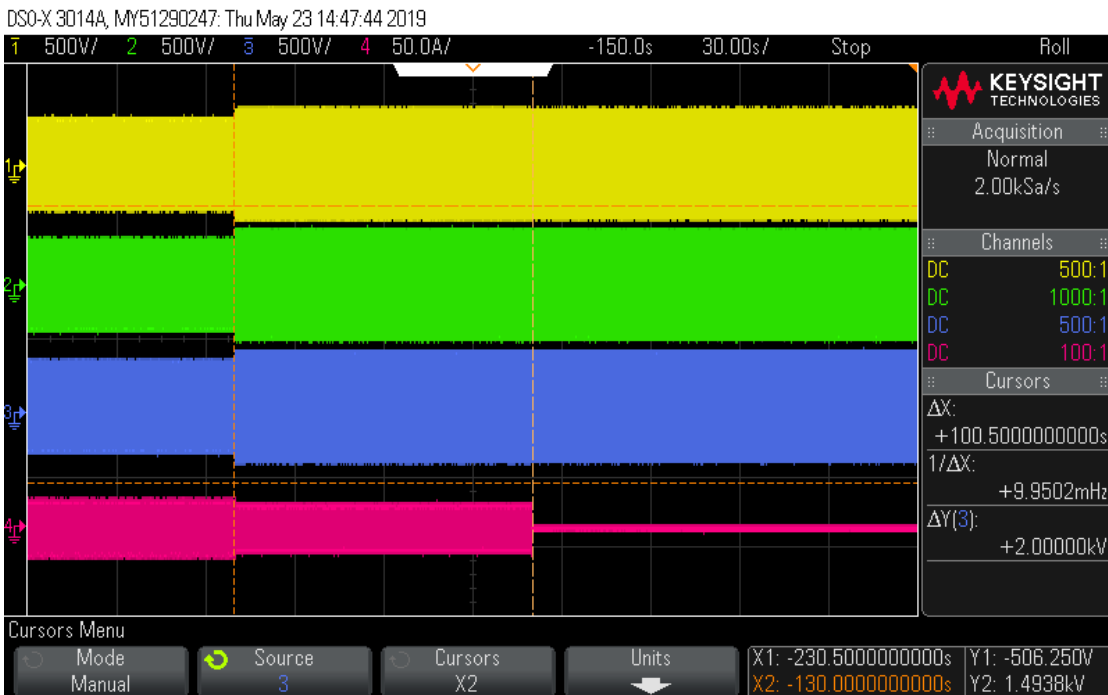 DSO-X 3014A, MY51290247: Thu May 23 14:47:44 2019
1 500V/ 2 500V/ 3 500V/ 4 50.0A/ -150.0s 30.00s/ Stop Roll
KEYSIGHT
TECHNOLOGIES
Acquisition
Normal
2.00kSa/s
Channels
DC 500:1
DC 1000:1
DC 500:1
DC 100:1
Cursors
ΔX:
+100.5000000000s
1/ΔX:
+9.9502mHz
ΔY(3):
+2.00000kV
1
2
3
4
Cursors Menu
Mode
Manual
Source
3
Cursors
X2
Units
X1: -230.5000000000s
X2: -130.0000000000s
Y1: -506.250V
Y2: 1.4938kV